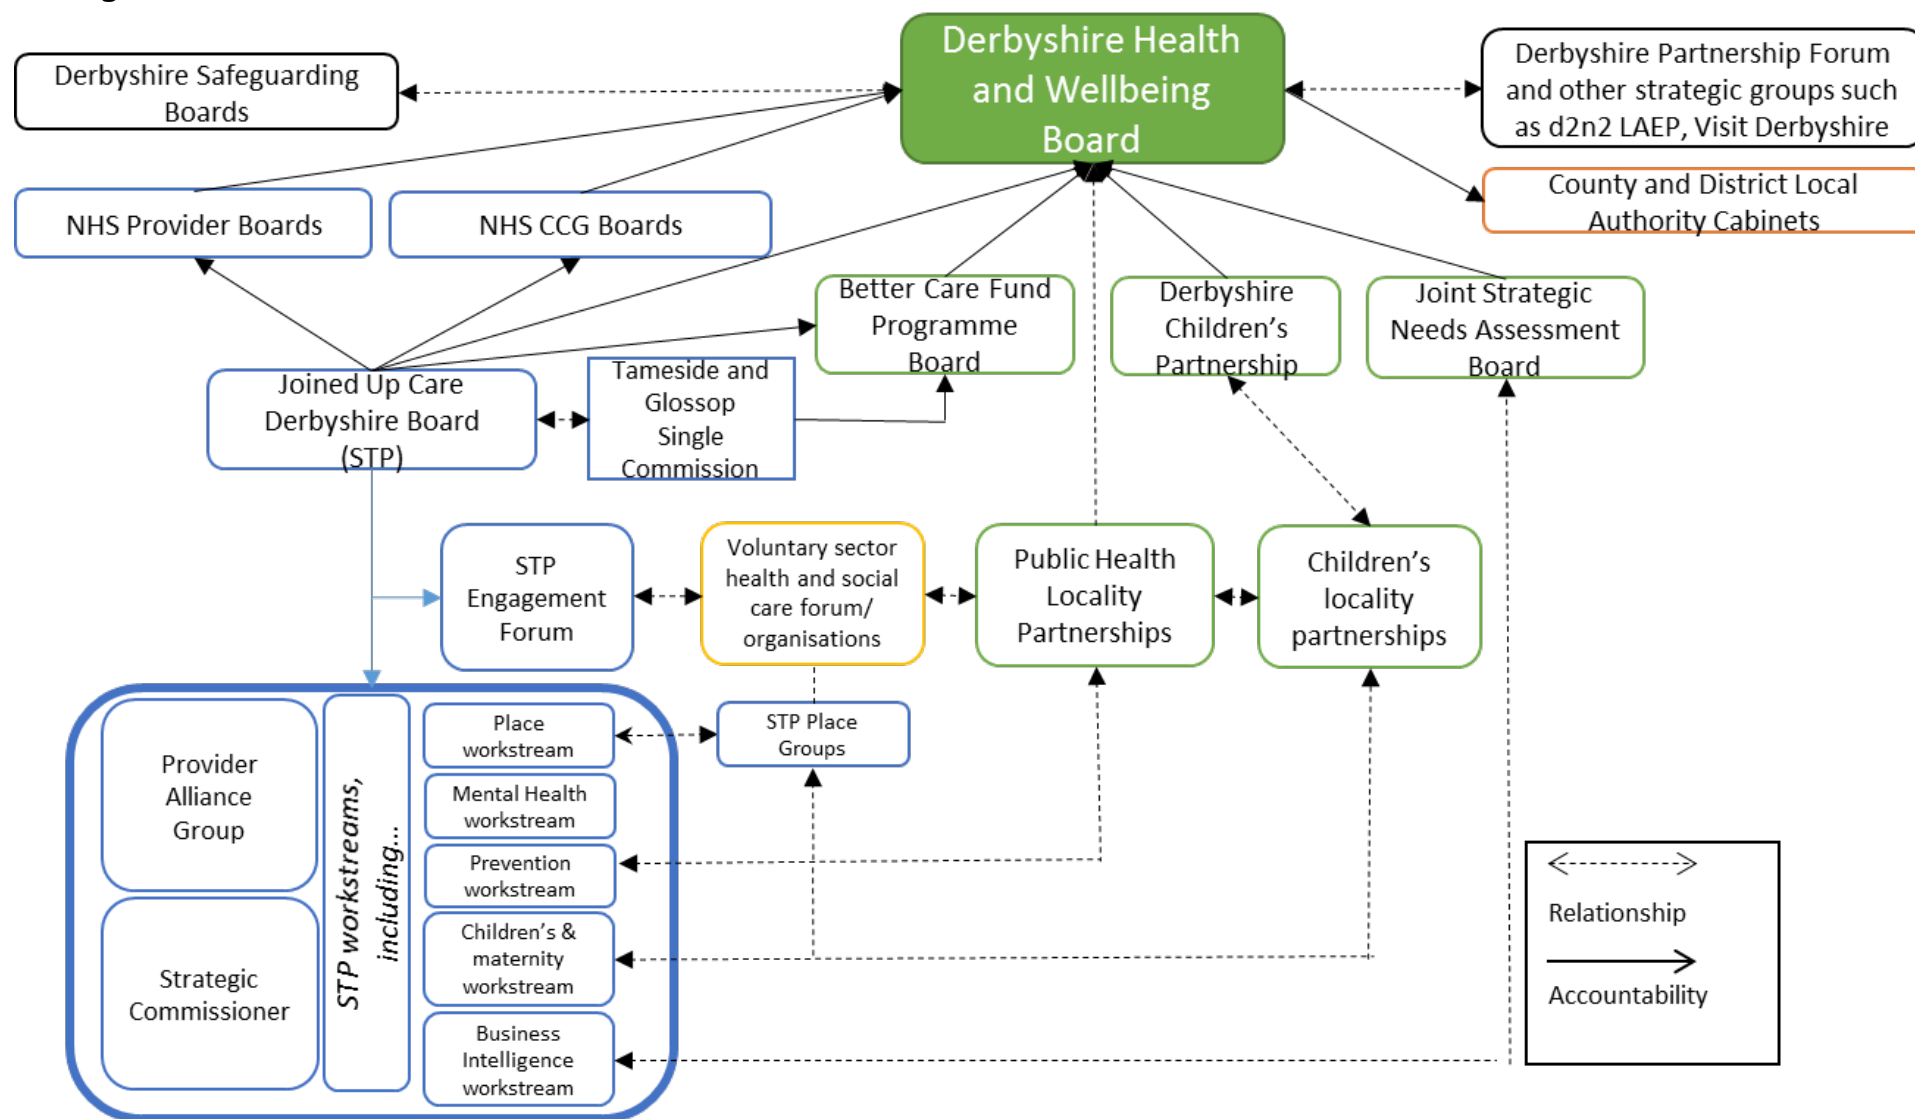 Derbyshire Health
and Wellbeing
Board
Derbyshire Safeguarding
Boards
Derbyshire Partnership Forum
and other strategic groups such
as d2n2 LAEP, Visit Derbyshire
County and District Local
Authority Cabinets
NHS Provider Boards
NHS CCG Boards
Better Care Fund
Programme
Board
Derbyshire
Children's
Partnership
Joint Strategic
Needs Assessment
Board
Joined Up Care
Derbyshire Board
(STP)
Tameside and
Glossop
Single
Commission
STP
Engagement
Forum
Voluntary sector
health and social
care forum/
organisations
Public Health
Locality
Partnerships
Children's
locality
partnerships
Provider
Alliance
Group
Strategic
Commissioner
STP workstreams,
including...
Place
workstream
Mental Health
workstream
Prevention
workstream
Children's &
maternity
workstream
Business
Intelligence
workstream
STP Place
Groups
Relationship
Accountability